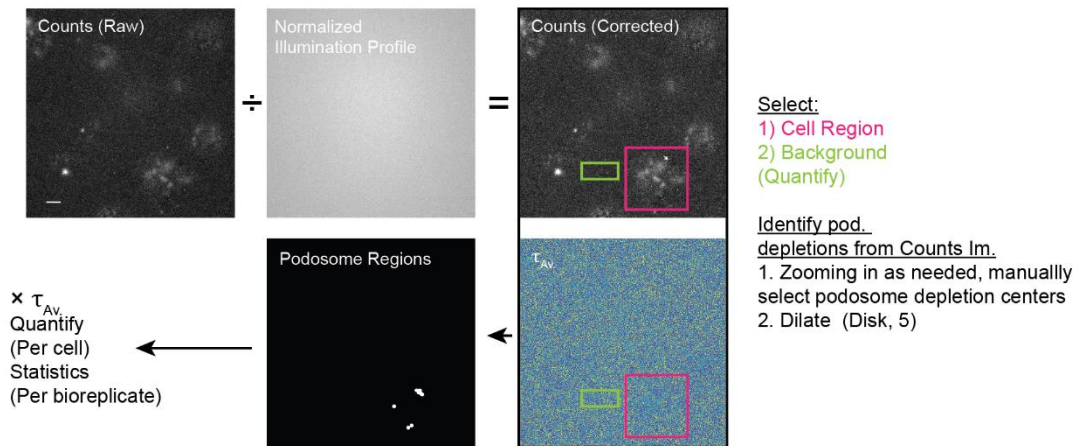 Counts (Raw)
÷
Normalized
Illumination Profile
=
Counts (Corrected)
Select:
1) Cell Region
2) Background
(Quantify)
Identify pod.
depletions from Counts Im.
1. Zooming in as needed, manuallly
select podosome depletion centers
2. Dilate (Disk, 5)
τAv.
Podosome Regions
× τAv.
Quantify
(Per cell)
Statistics
(Per bioreplicate)